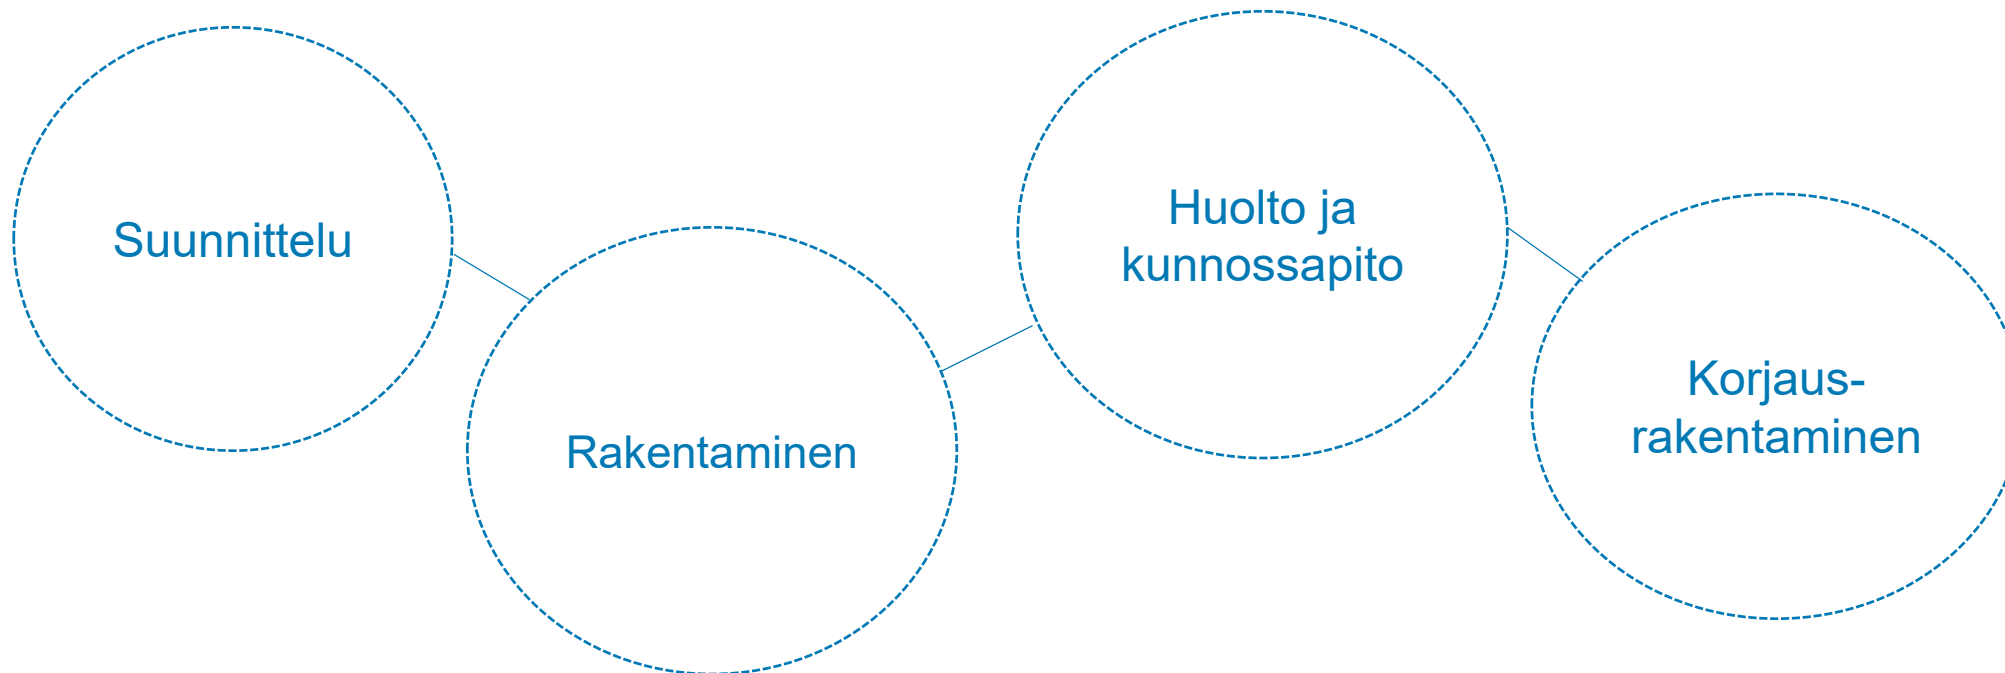 Suunnittelu
Rakentaminen
Huolto ja
kunnossapito
Korjaus-
rakentaminen